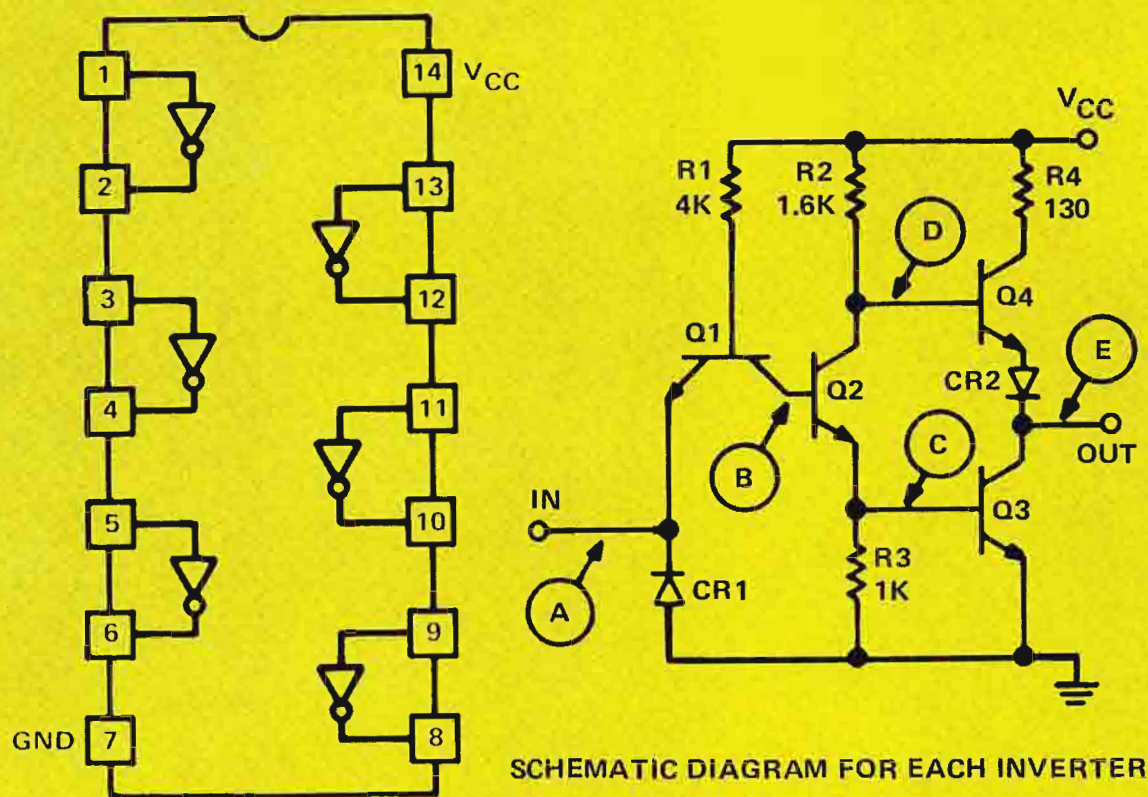 1
14 VCC
2
13
3
12
4
11
5
10
6
9
GND 7
8
VCC
R1
4K
R2
1.6K
R4
130
D
Q1
Q4
E
CR2
Q2
OUT
B
C
IN
Q3
R3
1K
A
CR1
SCHEMATIC DIAGRAM FOR EACH INVERTER